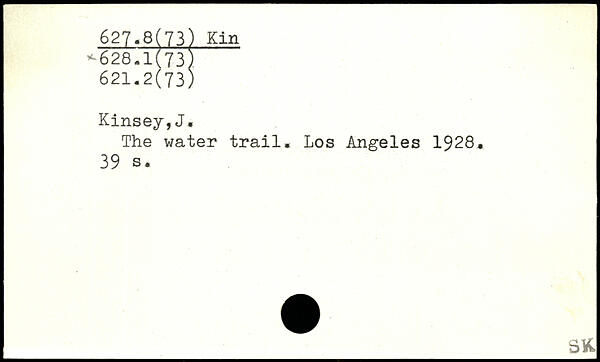 627.8(73) Kin
×628.1(73)
621.2(73)
Kinsey,J.
The water trail. Los Angeles 1928.
39 s.
SK